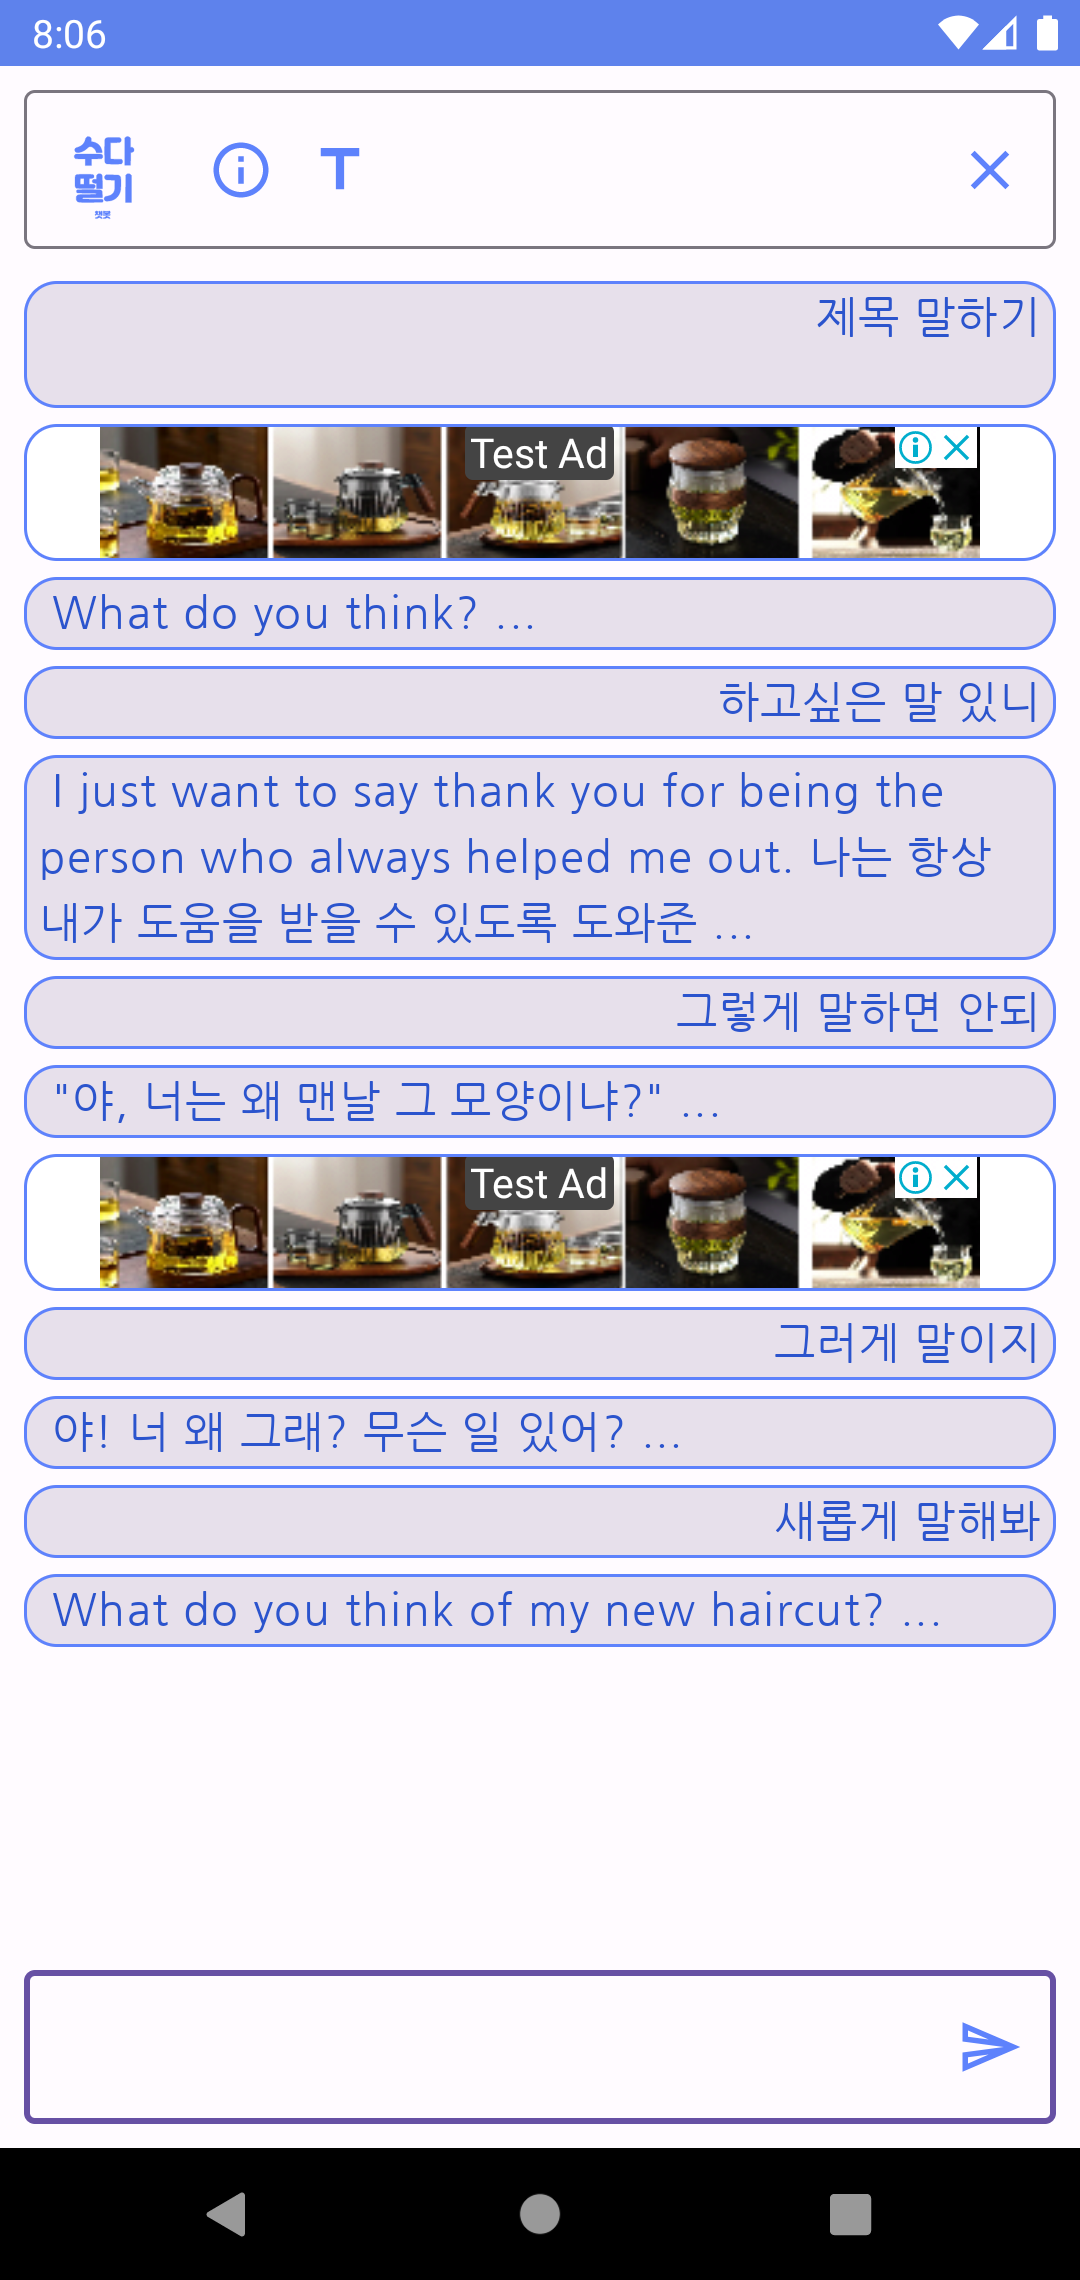 8:06
수다
떨기
챗봇
T
제목 말하기
Test Ad
What do you think? ...
하고싶은 말 있니
I just want to say thank you for being the
person who always helped me out. 나는 항상
내가 도움을 받을 수 있도록 도와준 ...
그렇게 말하면 안되
"야, 너는 왜 맨날 그 모양이냐?" ...
Test Ad
그러게 말이지
야! 너 왜 그래? 무슨 일 있어? ...
새롭게 말해봐
What do you think of my new haircut? ...